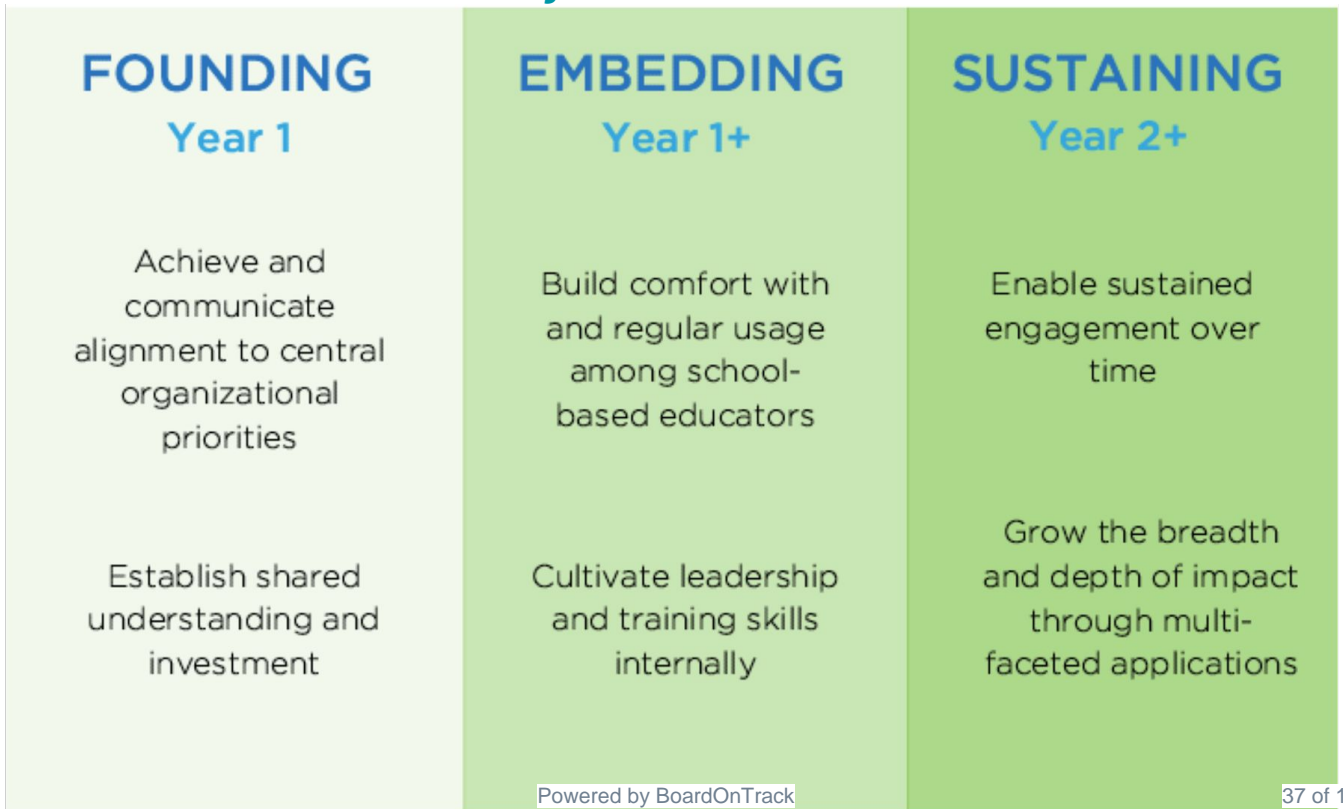 FOUNDING
Year 1
Achieve and
communicate
alignment to central
organizational
priorities
Establish shared
understanding and
investment
EMBEDDING
Year 1+
Build comfort with
and regular usage
among school-
based educators
Cultivate leadership
and training skills
internally
SUSTAINING
Year 2+
Enable sustained
engagement over
time
Grow the breadth
and depth of impact
through multi-
faceted applications
Powered by BoardOnTrack
37 of 1